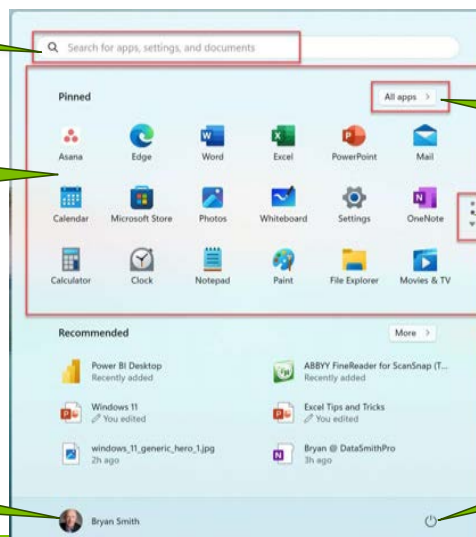 Search for apps, settings, and documents
Pinned All apps >
Asana Edge Word Excel PowerPoint Mail
Calendar Microsoft Store Photos Whiteboard Settings OneNote
Calculator Clock Notepad Paint File Explorer Movies & TV
Recommended More >
Power BI Desktop
Recently added
ABBYY FineReader for ScanSnap (T...
Recently added
Windows 11
You edited
Excel Tips and Tricks
You edited
windows_11_generic_hero_1.jpg
2h ago
Bryan @ DataSmithPro
3h ago
Bryan Smith